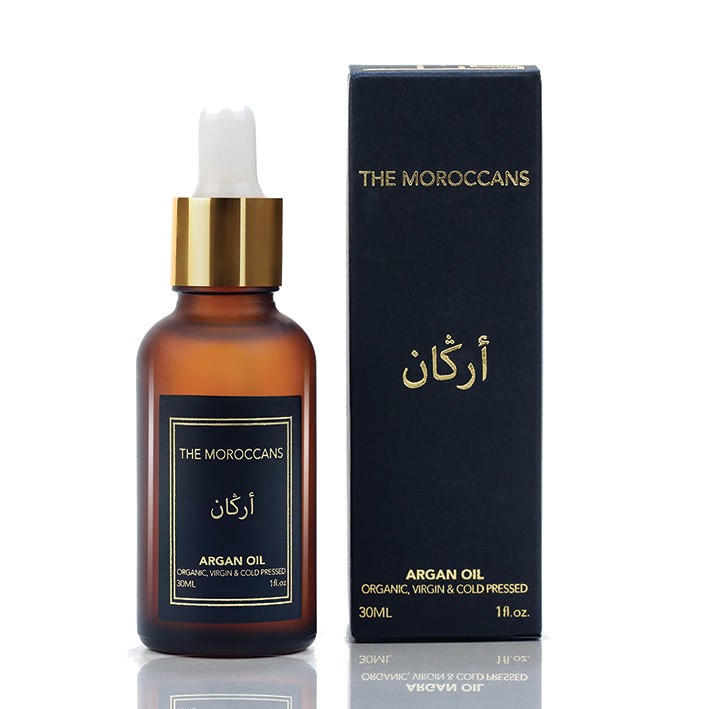 THE MOROCCANS
أرڭان
ARGAN OIL
ORGANIC, VIRGIN & COLD PRESSED
30ML 1fl.oz
THE MOROCCANS
أرڭان
ARGAN OIL
ORGANIC, VIRGIN & COLD PRESSED
30ML 1fl.oz.